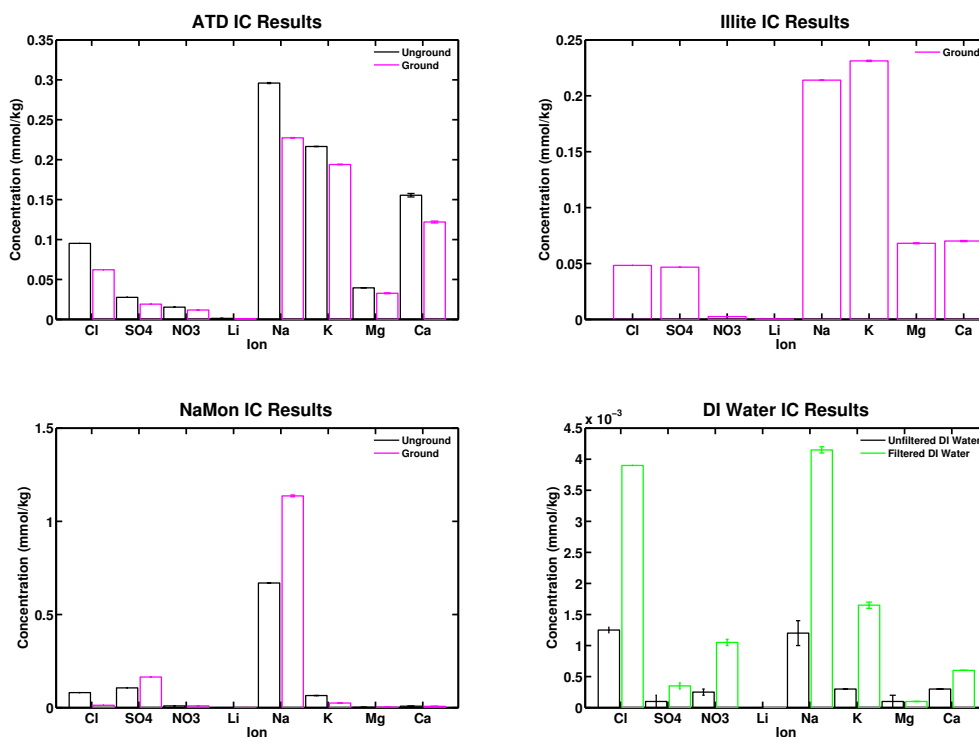 ATD IC Results
0.35
0.3
0.25
0.2
0.15
0.1
0.05
0
Concentration (mmol/kg)
Unground
Ground
Cl SO4 NO3 Li Na K Mg Ca
Ion
Illite IC Results
0.25
0.2
0.15
0.1
0.05
0
Concentration (mmol/kg)
Ground
Cl SO4 NO3 Li Na K Mg Ca
Ion
NaMon IC Results
1.5
1
0.5
0
Concentration (mmol/kg)
Unground
Ground
Cl SO4 NO3 Li Na K Mg Ca
Ion
DI Water IC Results
4.5 x 10⁻³
4
3.5
3
2.5
2
1.5
1
0.5
0
Concentration (mmol/kg)
Unfiltered DI Water
Filtered DI Water
Cl SO4 NO3 Li Na K Mg Ca
Ion